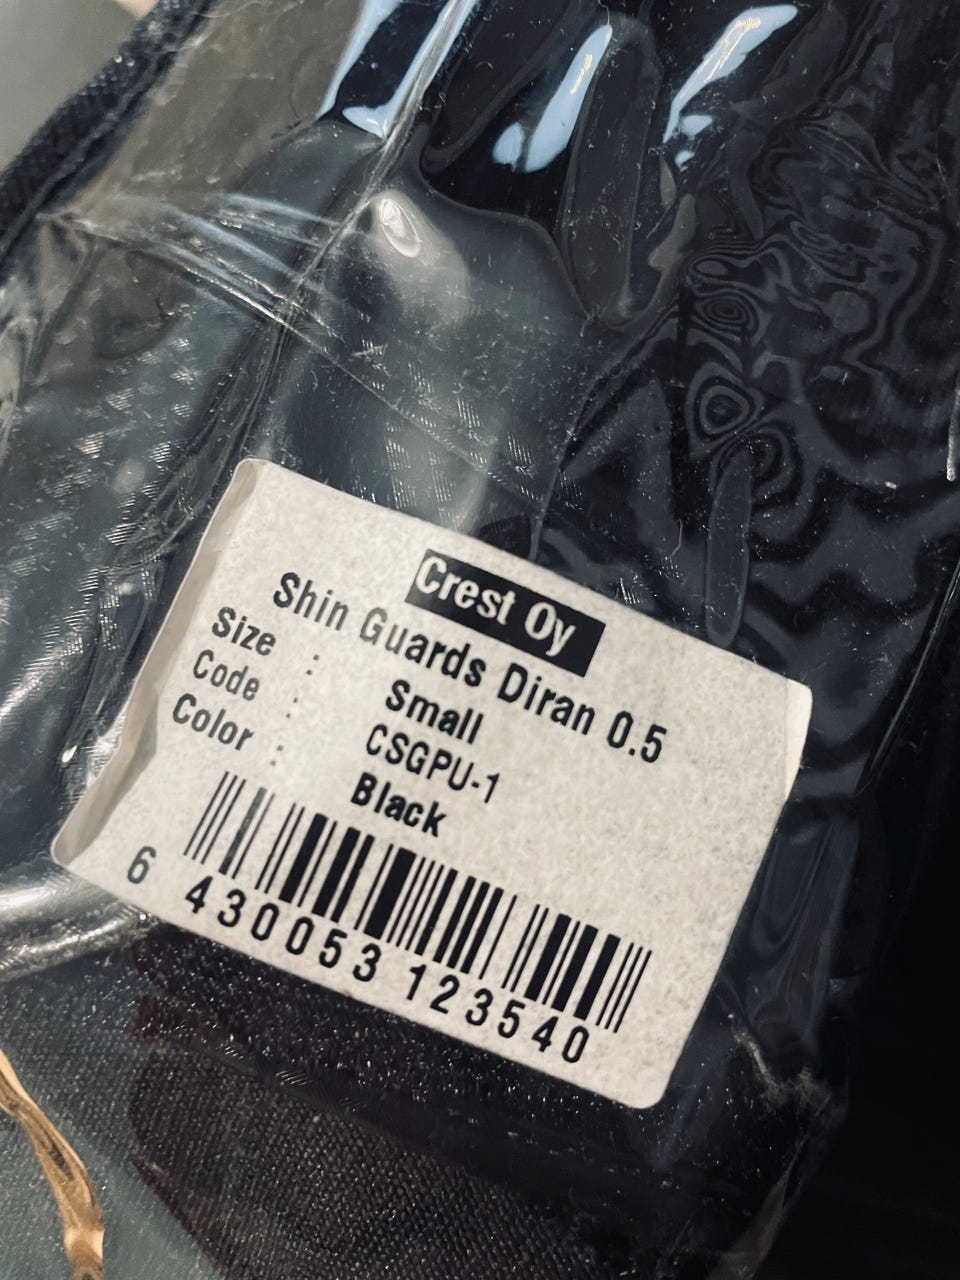 Crest Oy
Shin Guards Diran 0.5
Size : Small
Code : CSGPU-1
Color : Black
6 430053 123540